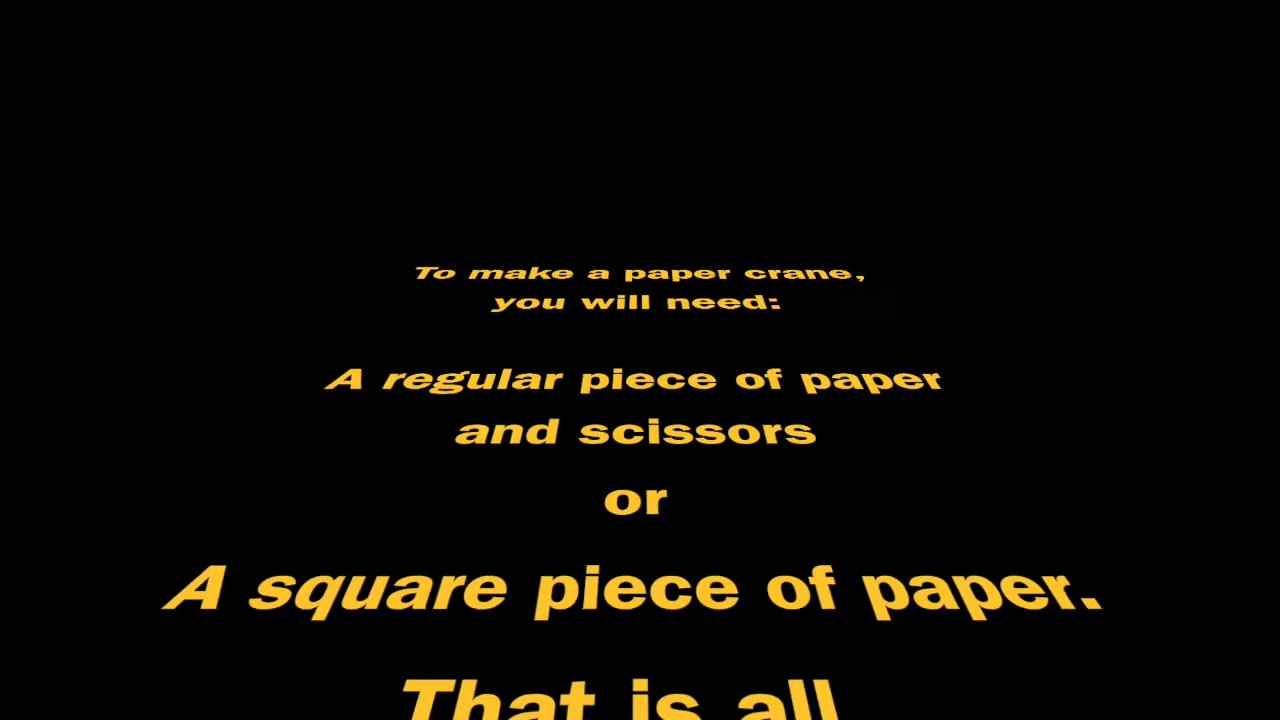 To make a paper crane,
you will need:
A regular piece of paper
and scissors
or
A square piece of paper.
That is all